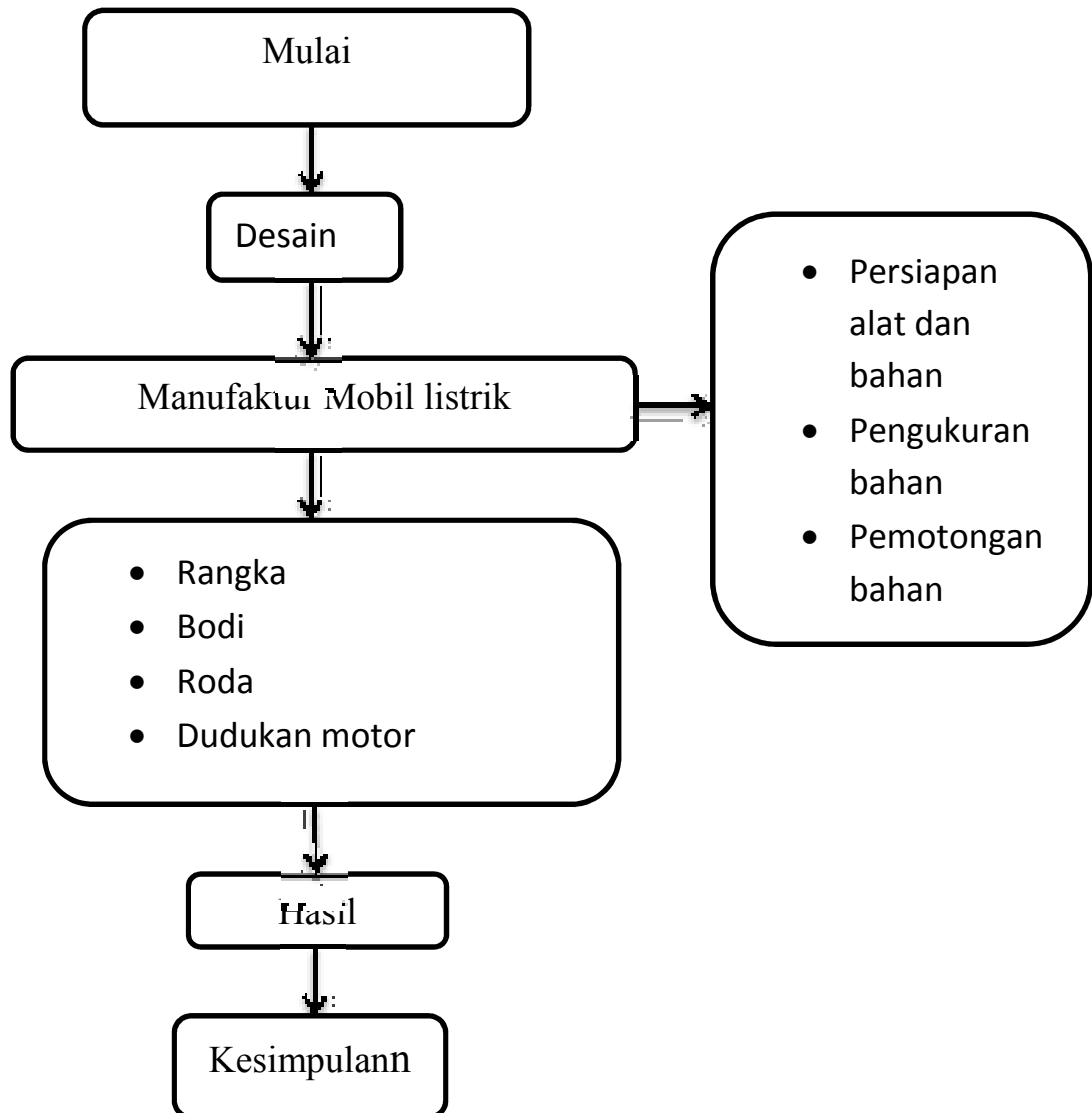 Mulai
Desain
Manufaktur Mobil listrik
• Persiapan
alat dan
bahan
• Pengukuran
bahan
• Pemotongan
bahan
• Rangka
• Bodi
• Roda
• Dudukan motor
Hasil
Kesimpulann